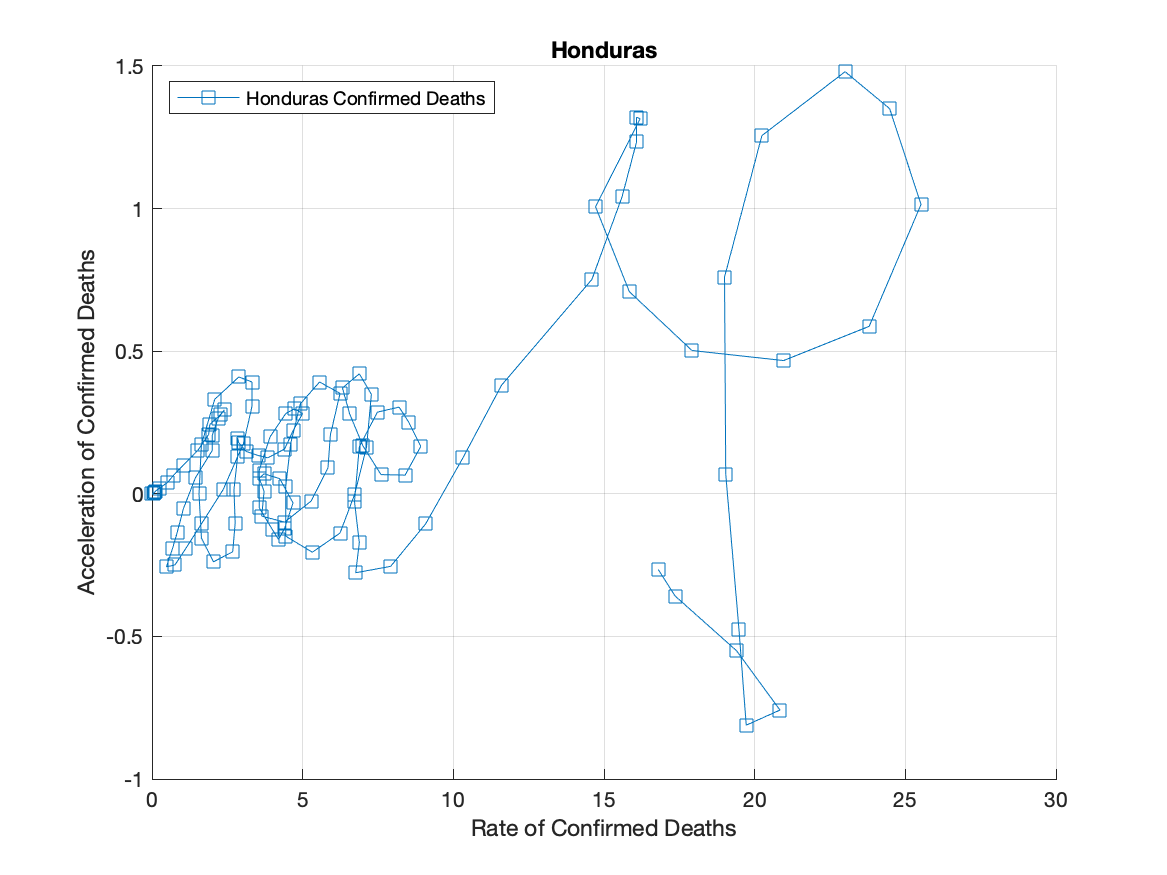 Honduras
1.5
Honduras Confirmed Deaths
1
0.5
0
-0.5
-1
Acceleration of Confirmed Deaths
0 5 10 15 20 25 30
Rate of Confirmed Deaths